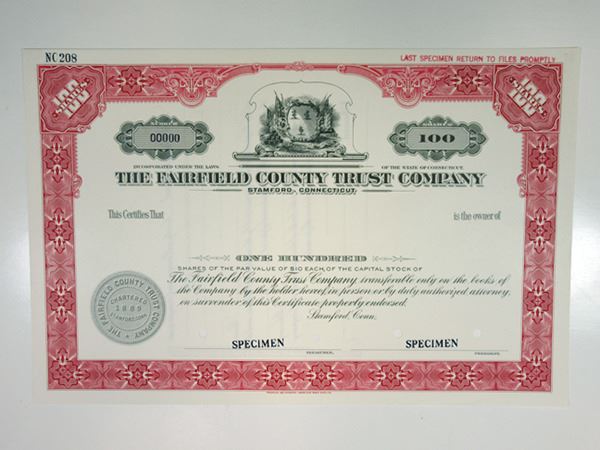 NC 208
LAST SPECIMEN RETURN TO FILES PROMPTLY
NUMBER
00000
SHARES
100
INCORPORATED UNDER THE LAWS
OF THE STATE OF CONNECTICUT.
THE FAIRFIELD COUNTY TRUST COMPANY
STAMFORD, CONNECTICUT
This Certifies That
is the owner of
ONE HUNDRED
SHARES OF THE PAR VALUE OF $10 EACH, OF THE CAPITAL STOCK OF
The Fairfield County Trust Company, transferable only on the books of
the Company by the holder hereof, in person or by duly authorized attorney,
on surrender of this Certificate properly endorsed.
Stamford, Conn.
THE FAIRFIELD COUNTY TRUST COMPANY
CHARTERED
STAMFORD, CONN.
SPECIMEN
SPECIMEN
TREASURER.
PRESIDENT.